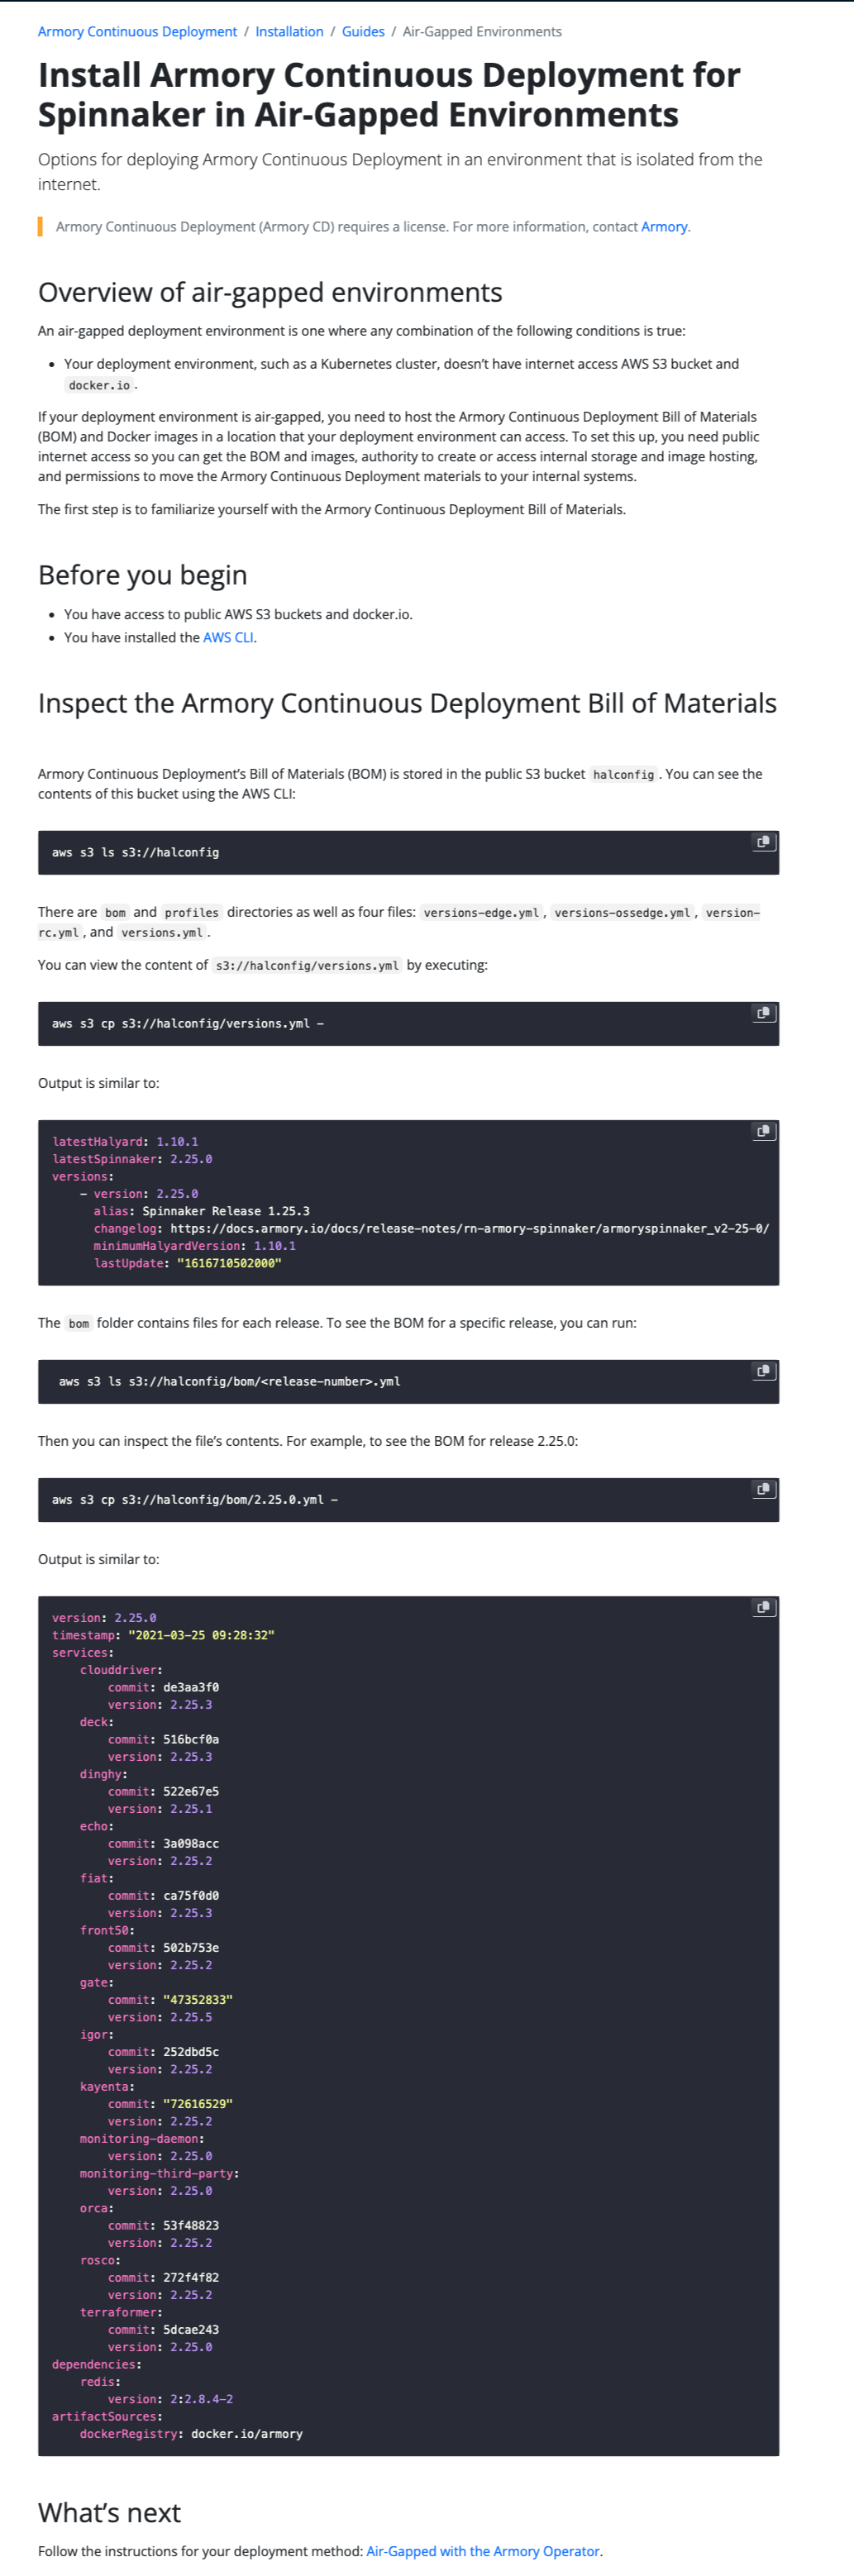 Armory Continuous Deployment / Installation / Guides / Air-Gapped Environments
Install Armory Continuous Deployment for
Spinnaker in Air-Gapped Environments
Options for deploying Armory Continuous Deployment in an environment that is isolated from the
internet.
Armory Continuous Deployment (Armory CD) requires a license. For more information, contact Armory.
Overview of air-gapped environments
An air-gapped deployment environment is one where any combination of the following conditions is true:
• Your deployment environment, such as a Kubernetes cluster, doesn’t have internet access AWS S3 bucket and
docker.io.
If your deployment environment is air-gapped, you need to host the Armory Continuous Deployment Bill of Materials
(BOM) and Docker images in a location that your deployment environment can access. To set this up, you need public
internet access so you can get the BOM and images, authority to create or access internal storage and image hosting,
and permissions to move the Armory Continuous Deployment materials to your internal systems.
The first step is to familiarize yourself with the Armory Continuous Deployment Bill of Materials.
Before you begin
• You have access to public AWS S3 buckets and docker.io.
• You have installed the AWS CLI.
Inspect the Armory Continuous Deployment Bill of Materials
Armory Continuous Deployment’s Bill of Materials (BOM) is stored in the public S3 bucket halconfig. You can see the
contents of this bucket using the AWS CLI:
aws s3 ls s3://halconfig
There are bom and profiles directories as well as four files: versions-edge.yml, versions-ossedge.yml, version-
rc.yml, and versions.yml.
You can view the content of s3://halconfig/versions.yml by executing:
aws s3 cp s3://halconfig/versions.yml -
Output is similar to:
latestHalyard: 1.10.1
latestSpinnaker: 2.25.0
versions:
    - version: 2.25.0
      alias: Spinnaker Release 1.25.3
      changelog: https://docs.armory.io/docs/release-notes/rn-armory-spinnaker/armoryspinnaker_v2-25-0/
      minimumHalyardVersion: 1.10.1
      lastUpdate: "1616710502000"
The bom folder contains files for each release. To see the BOM for a specific release, you can run:
 aws s3 ls s3://halconfig/bom/<release-number>.yml
Then you can inspect the file’s contents. For example, to see the BOM for release 2.25.0:
aws s3 cp s3://halconfig/bom/2.25.0.yml -
Output is similar to:
version: 2.25.0
timestamp: "2021-03-25 09:28:32"
services:
    clouddriver:
        commit: de3aa3f0
        version: 2.25.3
    deck:
        commit: 516bcf0a
        version: 2.25.3
    dinghy:
        commit: 522e67e5
        version: 2.25.1
    echo:
        commit: 3a098acc
        version: 2.25.2
    fiat:
        commit: ca75f0d0
        version: 2.25.3
    front50:
        commit: 502b753e
        version: 2.25.2
    gate:
        commit: "47352833"
        version: 2.25.5
    igor:
        commit: 252dbd5c
        version: 2.25.2
    kayenta:
        commit: "72616529"
        version: 2.25.2
    monitoring-daemon:
        version: 2.25.0
    monitoring-third-party:
        version: 2.25.0
    orca:
        commit: 53f48823
        version: 2.25.2
    rosco:
        commit: 272f4f82
        version: 2.25.2
    terraformer:
        commit: 5dcae243
        version: 2.25.0
dependencies:
    redis:
        version: 2:2.8.4-2
artifactSources:
    dockerRegistry: docker.io/armory
What’s next
Follow the instructions for your deployment method: Air-Gapped with the Armory Operator.